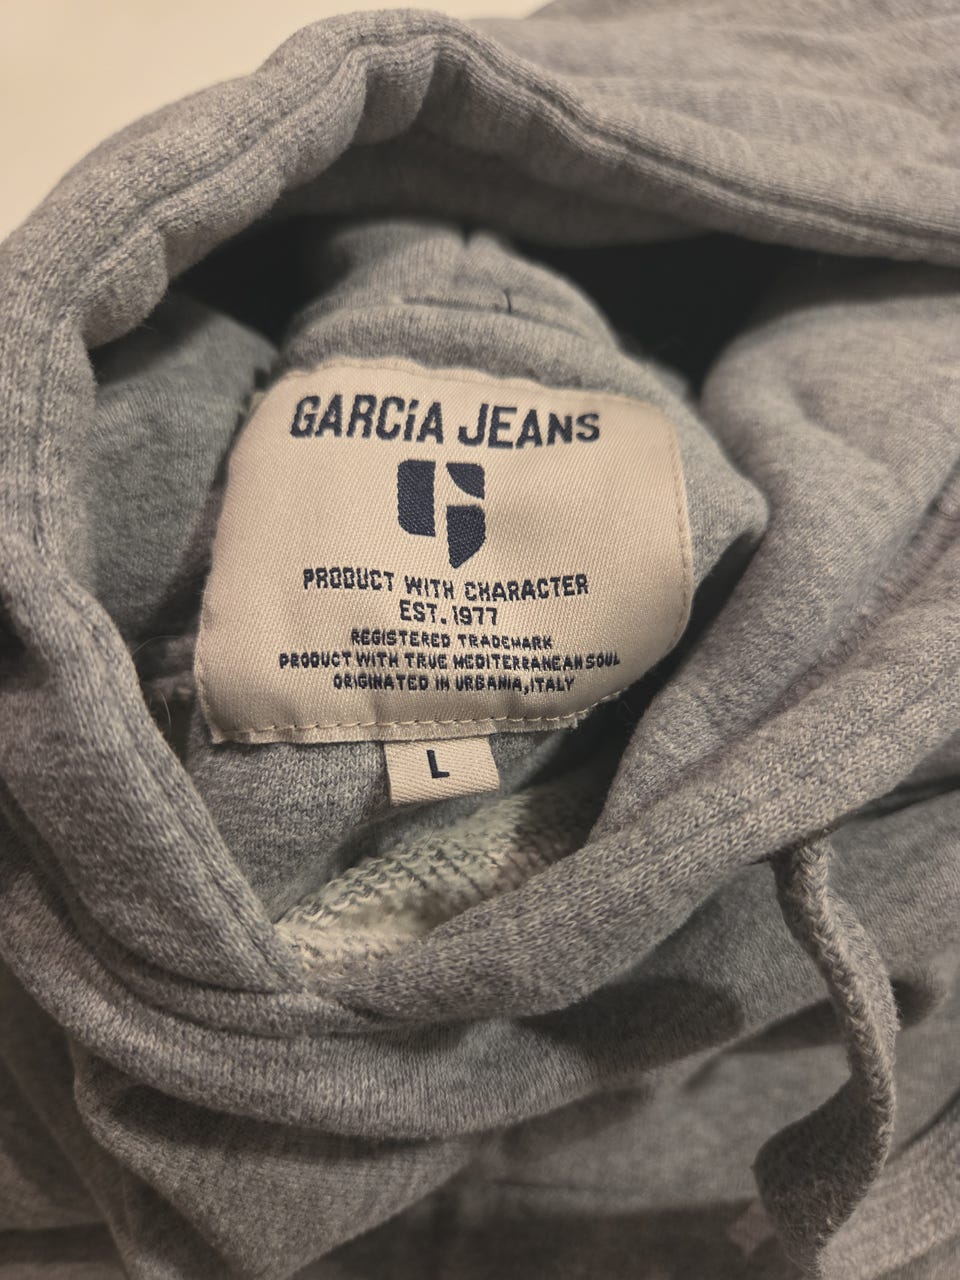 GARCiA JEANS
PRODUCT WITH CHARACTER
EST. 1977
REGISTERED TRADEMARK
PRODUCT WITH TRUE MEDITERRANEAN SOUL
ORIGINATED IN URBANIA, ITALY
L